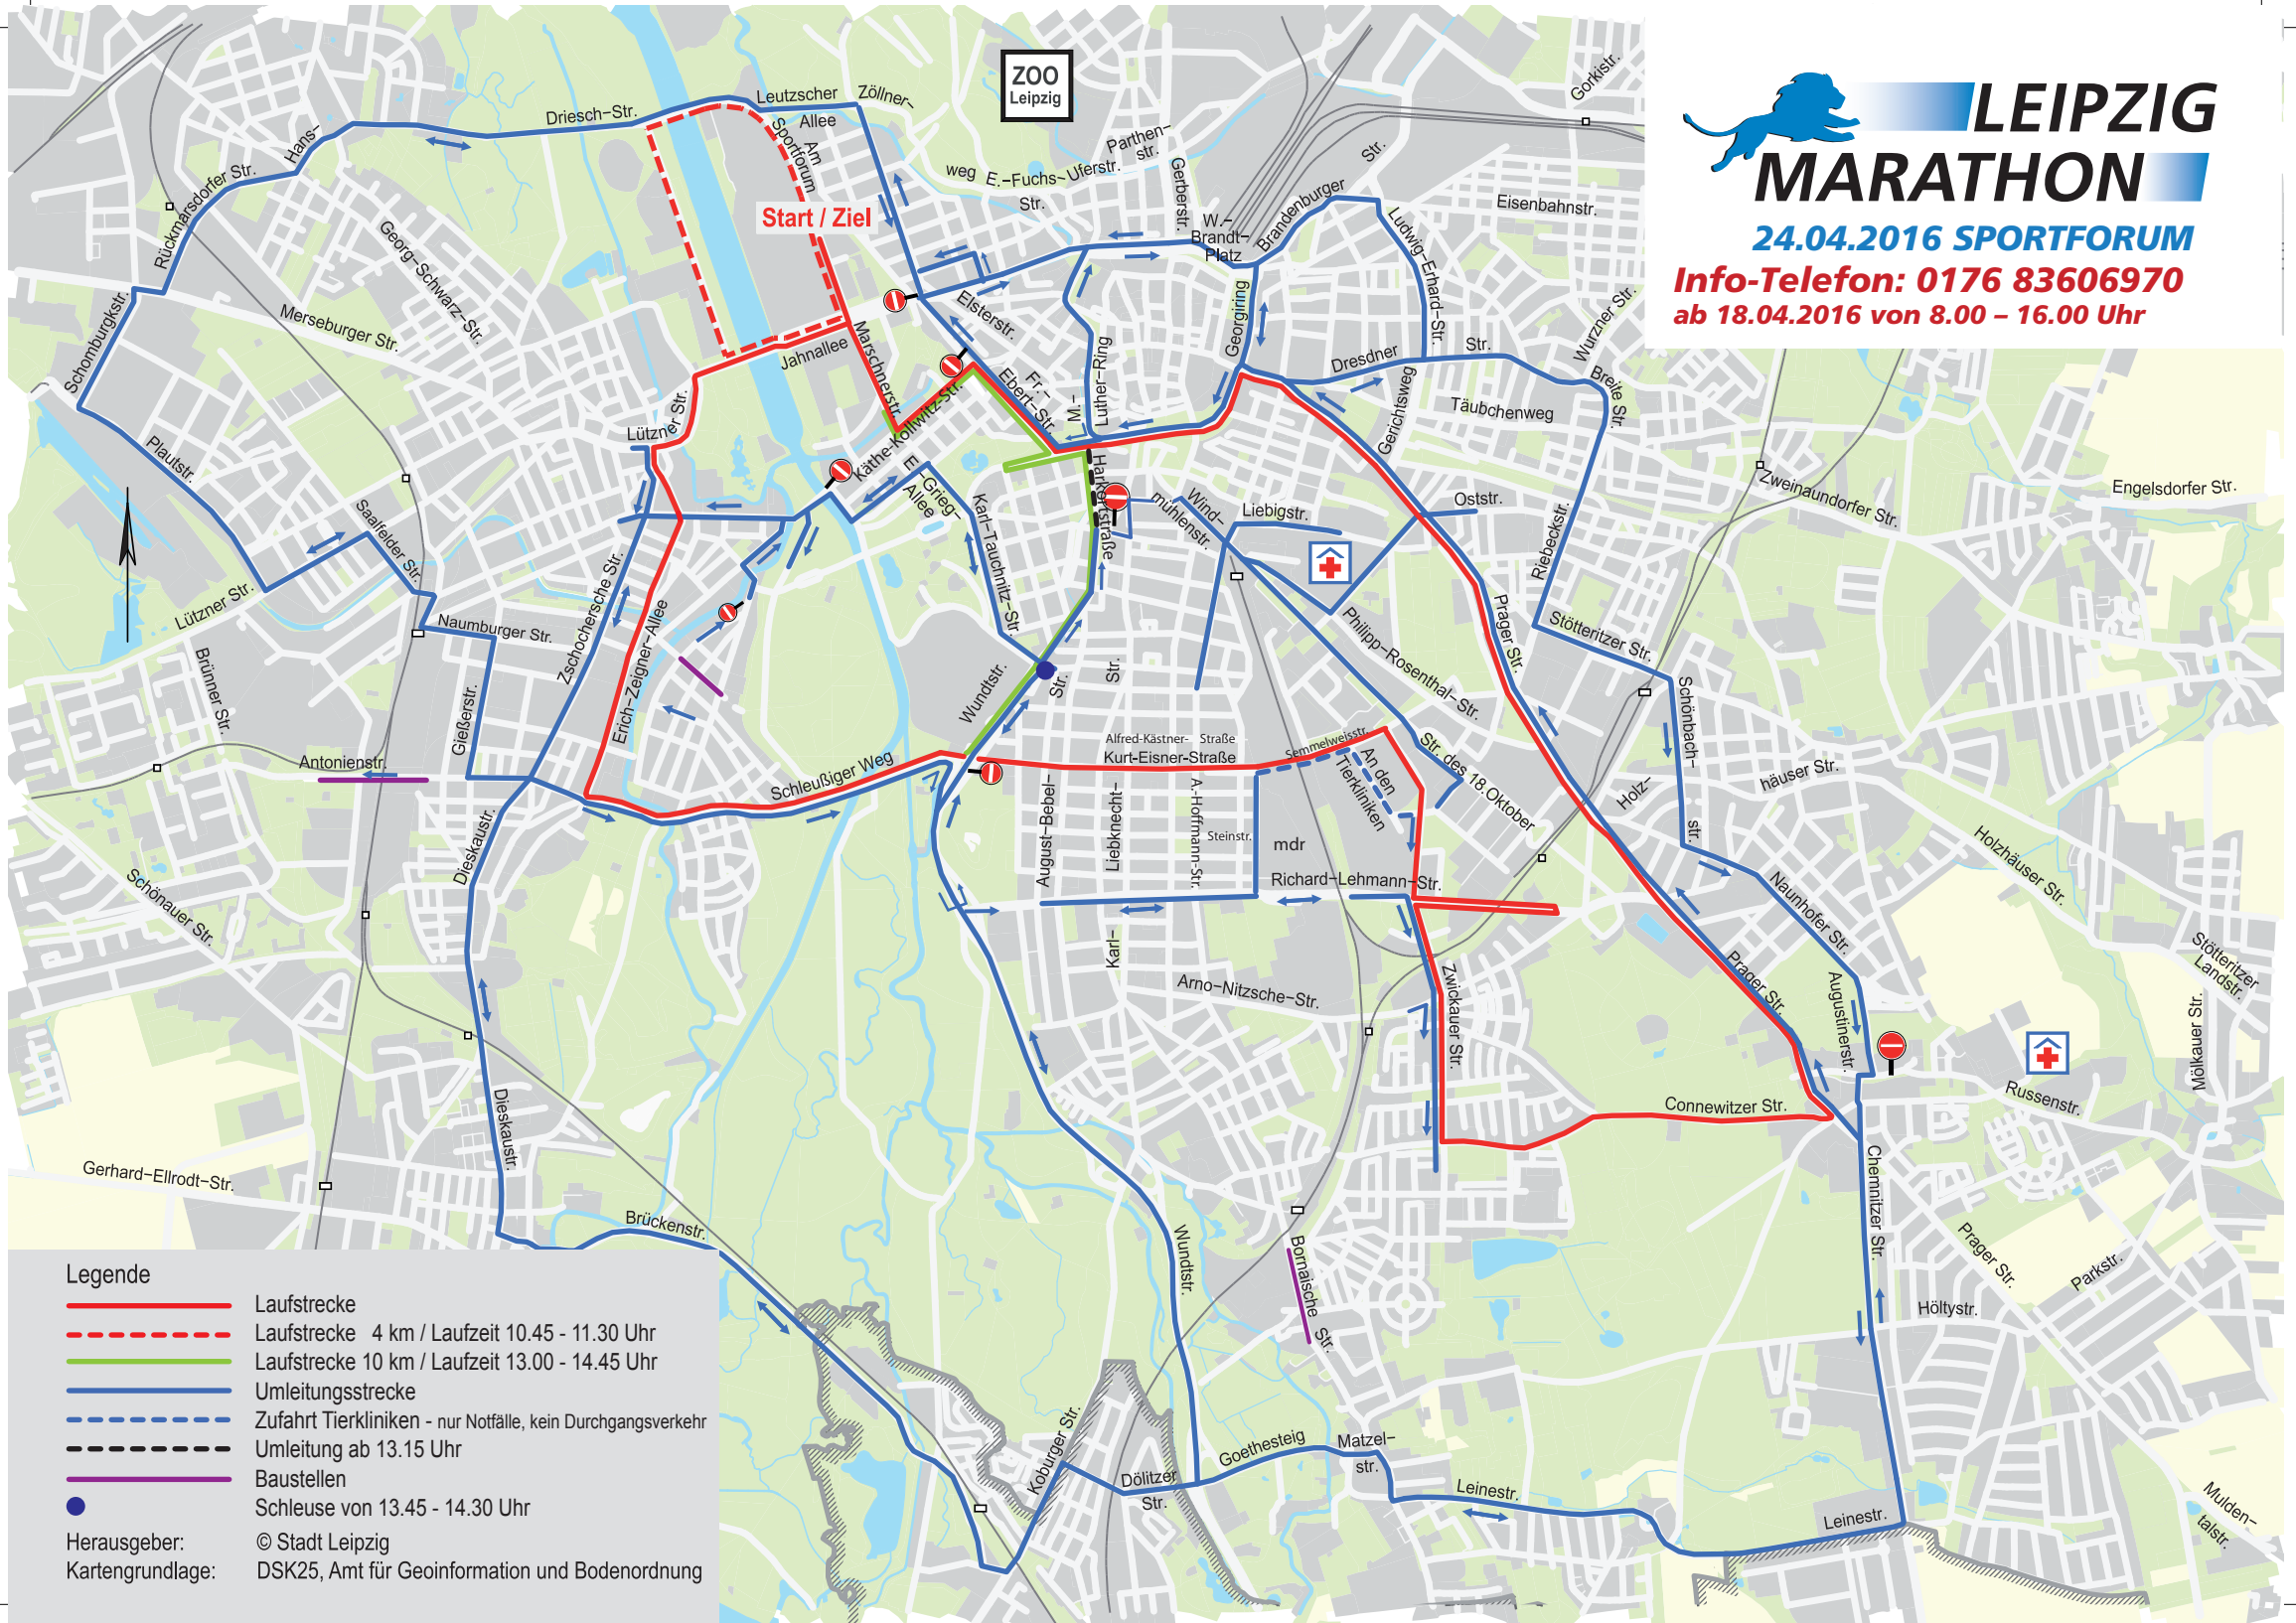 LEIPZIG
MARATHON
24.04.2016 SPORTFORUM
Info-Telefon: 0176 83606970
ab 18.04.2016 von 8.00 – 16.00 Uhr
ZOO
Leipzig
Gorkistr.
Driesch-Str.
Leutzscher
Allee
Zöllner-
weg
Hans-
Am
Sportforum
Parthen-
str.
E.-Fuchs-Uferstr.
Str.
Gerberstr.
Str.
Rückmarsdorfer Str.
Start / Ziel
W.-
Brandt-
Platz
Brandenburger
Eisenbahnstr.
Georg-Schwarz-Str.
Ludwig-Erhard-Str.
Schomburgkstr.
Merseburger Str.
Elsterstr.
Georgiring
Wurzner Str.
Jahnallee
Marschnerstr.
Fr.-
Ebert-Str.
M.-
Luther-Ring
Dresdner
Str.
Breite Str.
Gerichtsweg
Täubchenweg
Lützner Str.
Käthe-Kollwitz-Str.
E.-Grieg-
Allee
Plautstr.
Saalfelder Str.
Karl-Tauchnitz-Str.
Harkortstraße
Wind-
mühlenstr.
Liebigstr.
Oststr.
Riebeckstr.
Zweinaundorfer Str.
Engelsdorfer Str.
Lützner Str.
Naumburger Str.
Zschochersche Str.
Erich-Zeigner-Allee
Brünner Str.
Gießerstr.
Wundtstr.
Str.
Str.
Philipp-Rosenthal-Str.
Prager Str.
Stötteritzer Str.
Schönbach-
str.
Antonienstr.
Schleußiger Weg
Alfred-Kästner- Straße
Kurt-Eisner-Straße
Semmelweisstr.
An den
Tierkliniken
Str. des 18.Oktober
Holz-
häuser Str.
Holzhäuser Str.
Dieskaustr.
August-Bebel-
Liebknecht-
A.-Hoffmann-Str.
Steinstr.
mdr
Richard-Lehmann-Str.
Schönauer Str.
Karl-
Arno-Nitzsche-Str.
Zwickauer Str.
Prager Str.
Naunhofer Str.
Augustinerstr.
Stötteritzer
Landstr.
Mölkauer Str.
Russenstr.
Connewitzer Str.
Dieskaustr.
Gerhard-Ellrodt-Str.
Brückenstr.
Wundtstr.
Bornaische
Str.
Chemnitzer Str.
Prager Str.
Parkstr.
Höltystr.
Koburger Str.
Dölitzer
Str.
Goethesteig
Matzel-
str.
Leinestr.
Leinestr.
Mulden-
talstr.
Legende
Laufstrecke
Laufstrecke 4 km / Laufzeit 10.45 - 11.30 Uhr
Laufstrecke 10 km / Laufzeit 13.00 - 14.45 Uhr
Umleitungsstrecke
Zufahrt Tierkliniken - nur Notfälle, kein Durchgangsverkehr
Umleitung ab 13.15 Uhr
Baustellen
Schleuse von 13.45 - 14.30 Uhr
Herausgeber: © Stadt Leipzig
Kartengrundlage: DSK25, Amt für Geoinformation und Bodenordnung